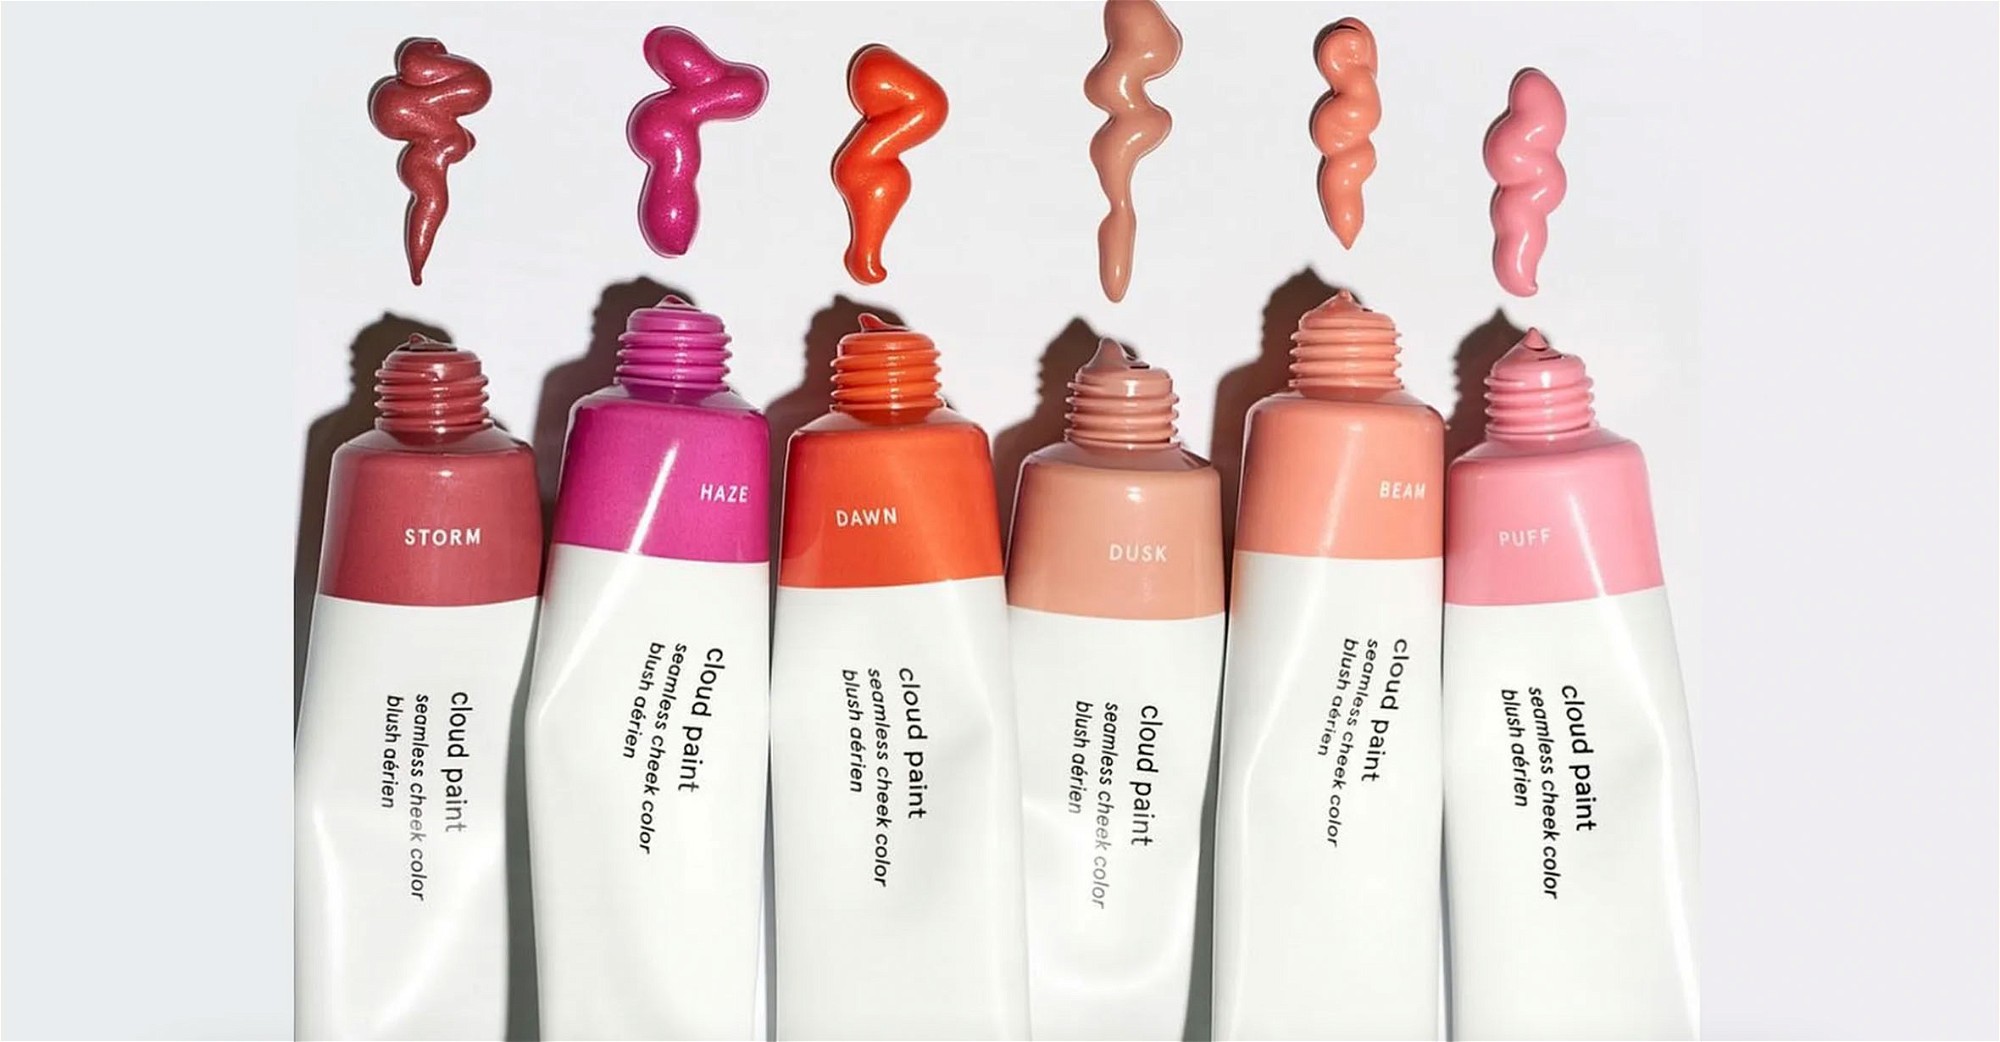 STORM
cloud paint
seamless cheek color
blush aérien
HAZE
cloud paint
seamless cheek color
blush aérien
DAWN
cloud paint
seamless cheek color
blush aérien
DUSK
cloud paint
seamless cheek color
blush aérien
BEAM
cloud paint
seamless cheek color
blush aérien
PUFF
cloud paint
seamless cheek color
blush aérien